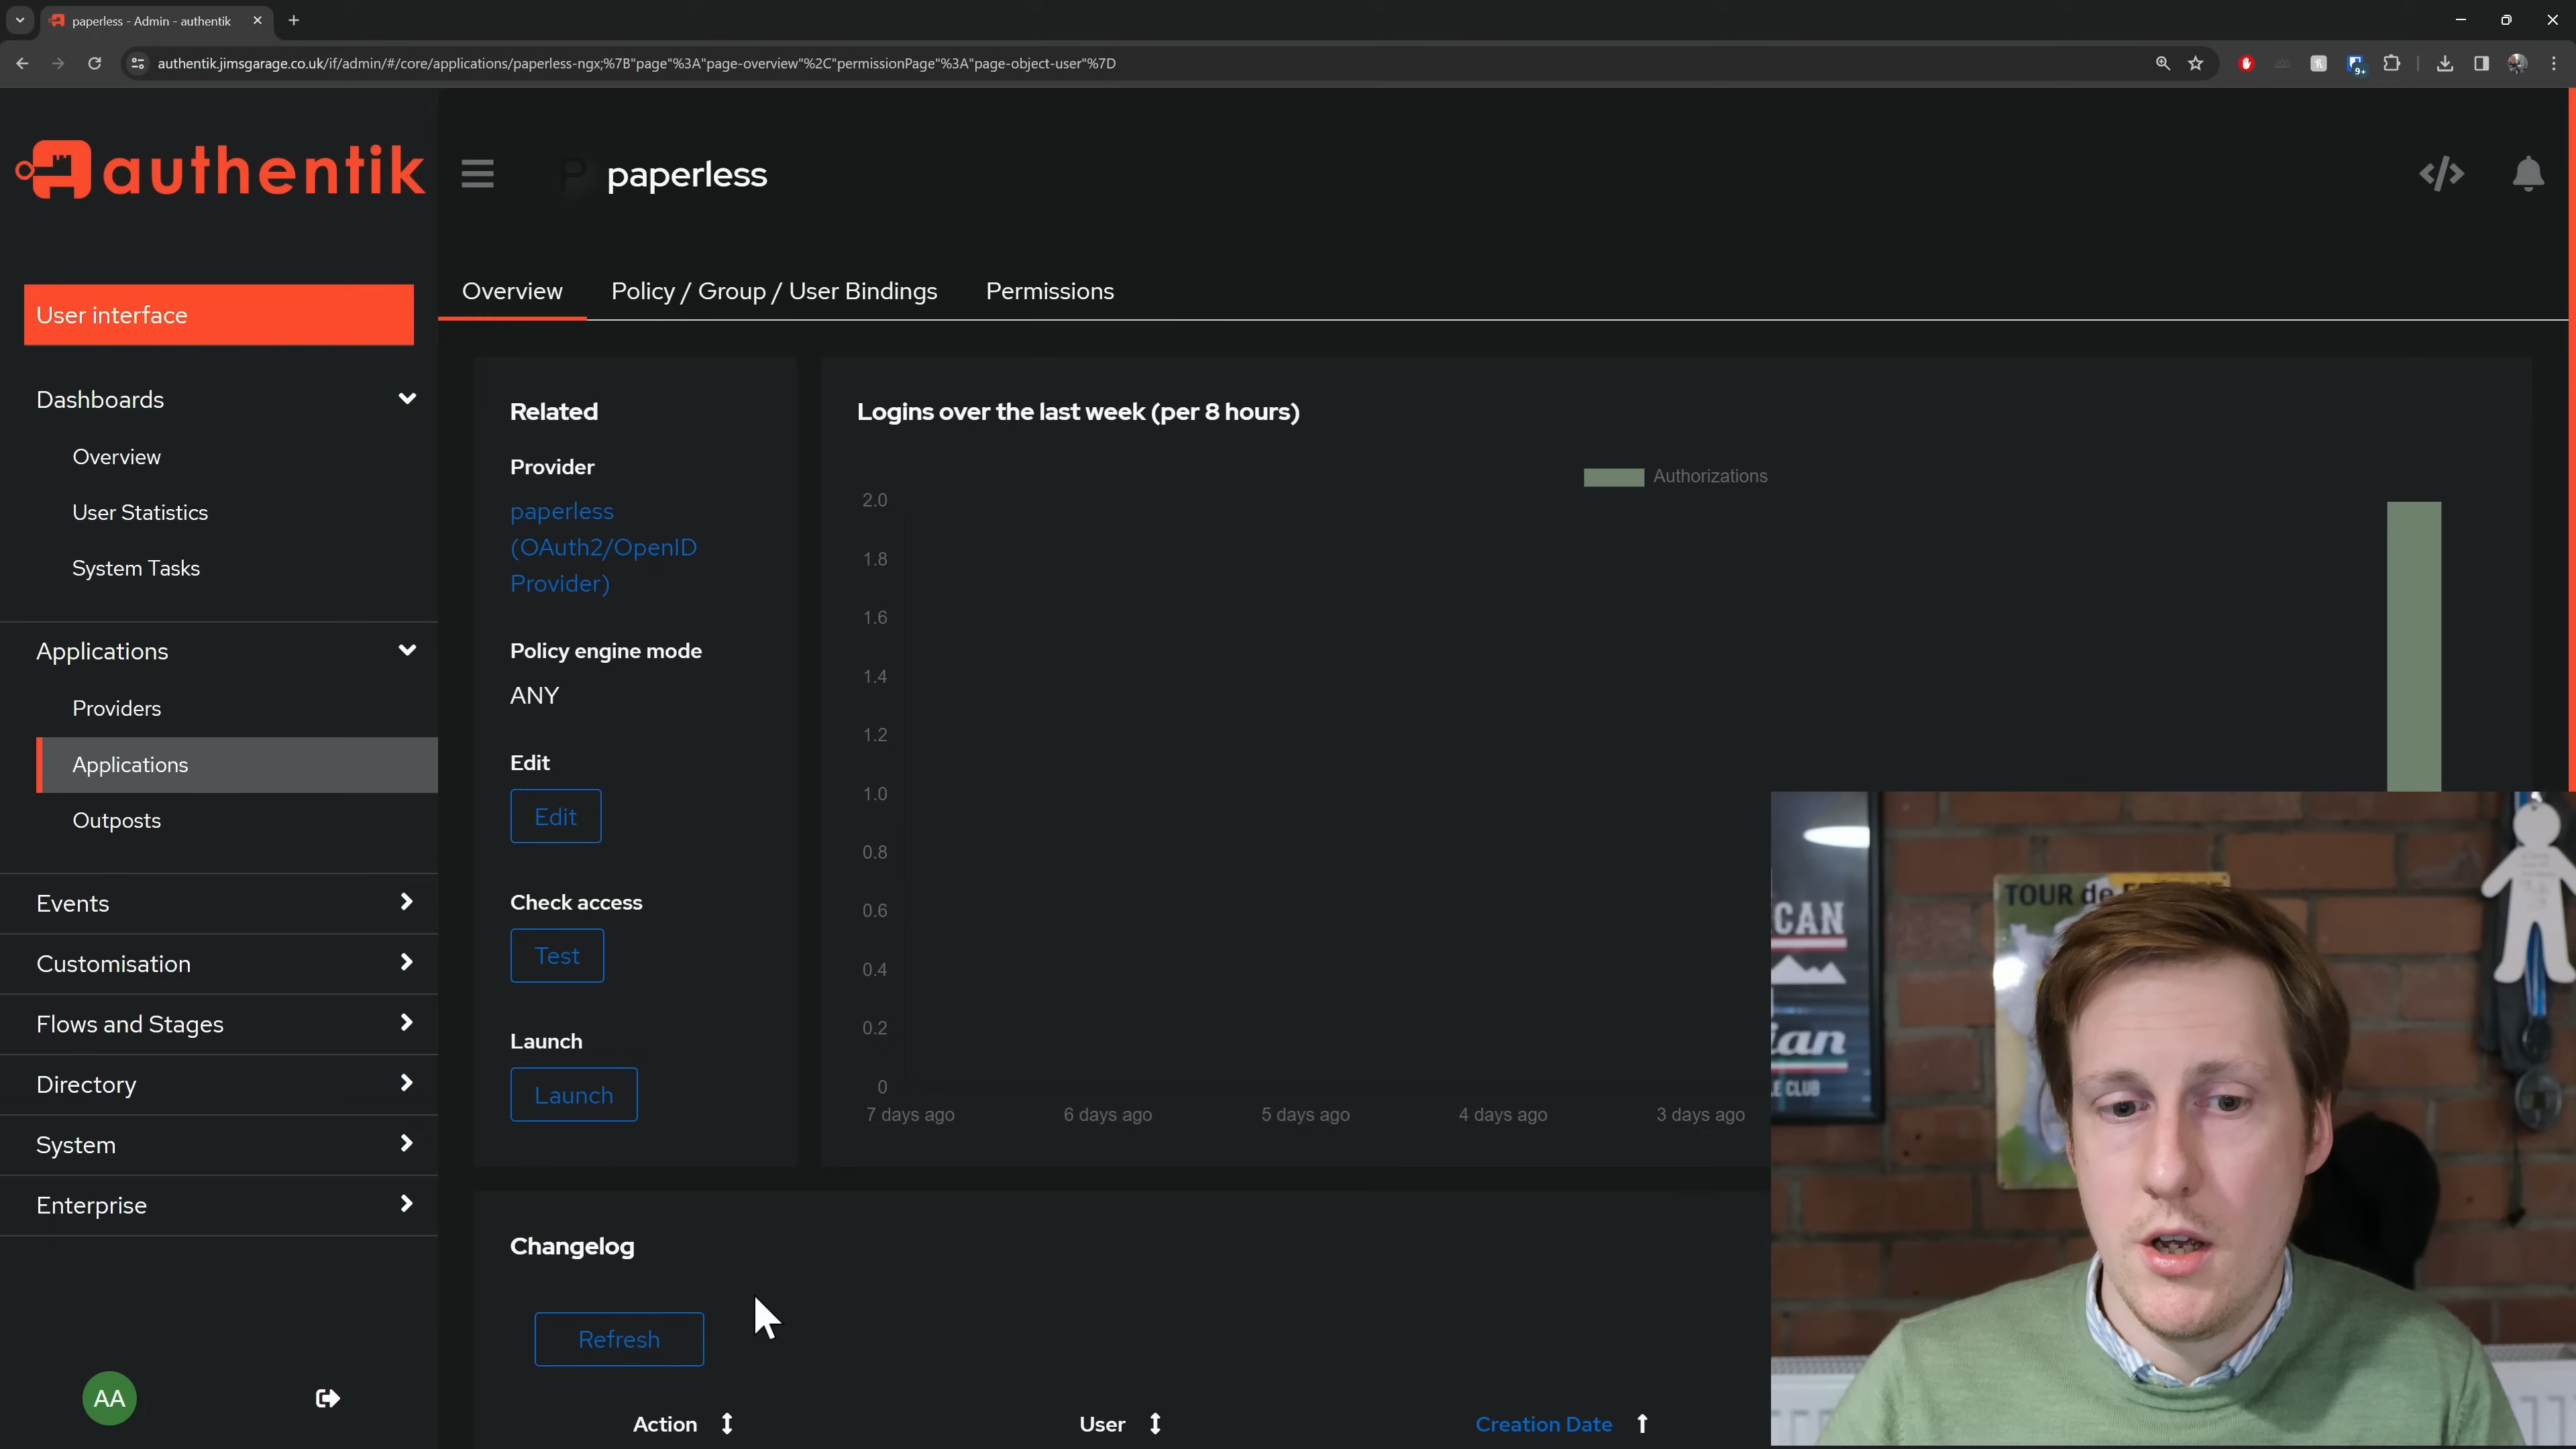 paperless - Admin - authentik
authentik.jimsgarage.co.uk/if/admin/#/core/applications/paperless-ngx;%7B"page"%3A"page-overview"%2C"permissionPage"%3A"page-object-user"%7D
9+
authentik
P paperless
User interface
Dashboards
Overview
User Statistics
System Tasks
Applications
Providers
Applications
Outposts
Events
Customisation
Flows and Stages
Directory
System
Enterprise
AA
Overview
Policy / Group / User Bindings
Permissions
Related
Provider
paperless
(OAuth2/OpenID
Provider)
Policy engine mode
ANY
Edit
Edit
Check access
Test
Launch
Launch
Logins over the last week (per 8 hours)
Authorizations
2.0
1.8
1.6
1.4
1.2
1.0
0.8
0.6
0.4
0.2
0
7 days ago
6 days ago
5 days ago
4 days ago
3 days ago
Changelog
Refresh
Action
User
Creation Date
TOUR de
CAN
ian
LE CLUB